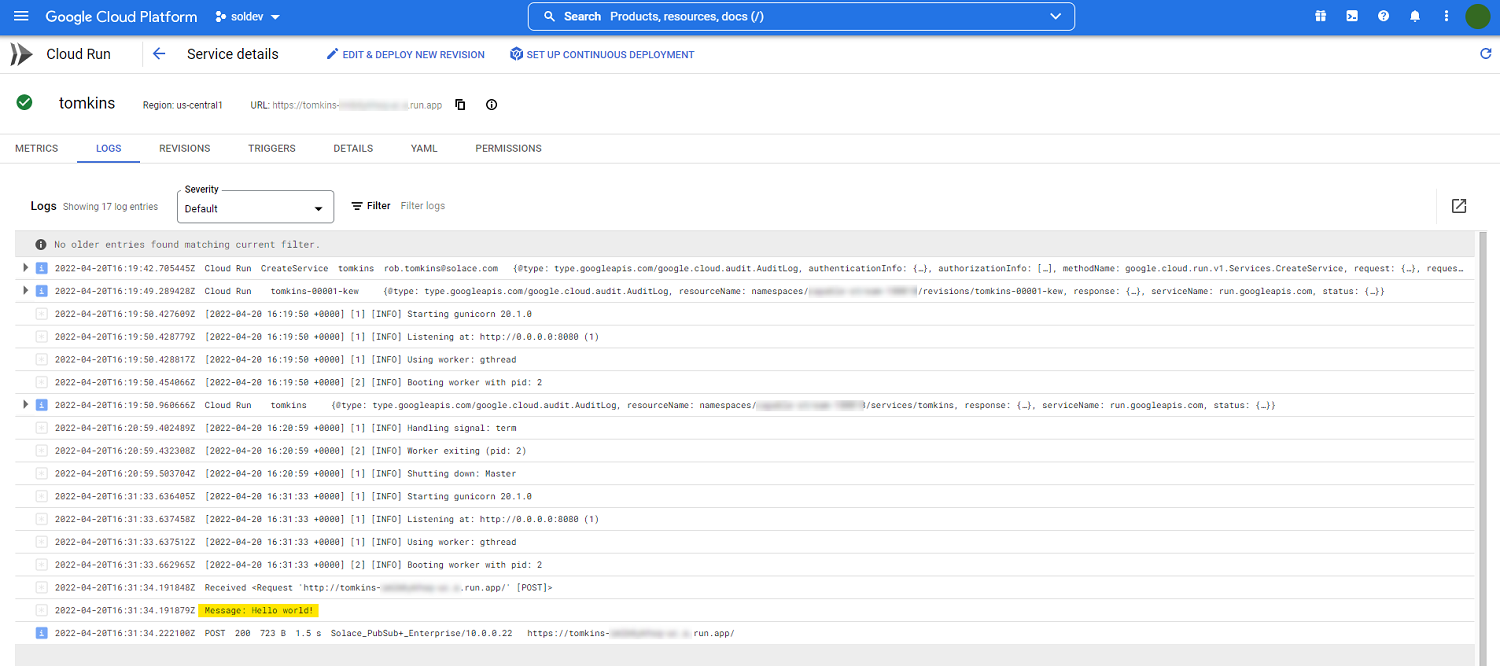 Google Cloud Platform soldev Search Products, resources, docs (/)
Cloud Run Service details EDIT & DEPLOY NEW REVISION SET UP CONTINUOUS DEPLOYMENT
tomkins Region: us-central1 URL: https://tomkins- .run.app
METRICS LOGS REVISIONS TRIGGERS DETAILS YAML PERMISSIONS
Severity
Logs Showing 17 log entries Default Filter Filter logs
No older entries found matching current filter.
2022-04-20T16:19:42.705445Z Cloud Run CreateService tomkins rob.tomkins@solace.com {@type: type.googleapis.com/google.cloud.audit.AuditLog, authenticationInfo: {…}, authorizationInfo: […], methodName: google.cloud.run.v1.Services.CreateService, request: {…}, reques…
2022-04-20T16:19:49.289428Z Cloud Run tomkins-00001-kew {@type: type.googleapis.com/google.cloud.audit.AuditLog, resourceName: namespaces/ /revisions/tomkins-00001-kew, response: {…}, serviceName: run.googleapis.com, status: {…}}
2022-04-20T16:19:50.427609Z [2022-04-20 16:19:50 +0000] [1] [INFO] Starting gunicorn 20.1.0
2022-04-20T16:19:50.428779Z [2022-04-20 16:19:50 +0000] [1] [INFO] Listening at: http://0.0.0.0:8080 (1)
2022-04-20T16:19:50.428817Z [2022-04-20 16:19:50 +0000] [1] [INFO] Using worker: gthread
2022-04-20T16:19:50.454066Z [2022-04-20 16:19:50 +0000] [2] [INFO] Booting worker with pid: 2
2022-04-20T16:19:50.960666Z Cloud Run tomkins {@type: type.googleapis.com/google.cloud.audit.AuditLog, resourceName: namespaces/ /services/tomkins, response: {…}, serviceName: run.googleapis.com, status: {…}}
2022-04-20T16:20:59.402489Z [2022-04-20 16:20:59 +0000] [1] [INFO] Handling signal: term
2022-04-20T16:20:59.432308Z [2022-04-20 16:20:59 +0000] [2] [INFO] Worker exiting (pid: 2)
2022-04-20T16:20:59.503704Z [2022-04-20 16:20:59 +0000] [1] [INFO] Shutting down: Master
2022-04-20T16:31:33.636405Z [2022-04-20 16:31:33 +0000] [1] [INFO] Starting gunicorn 20.1.0
2022-04-20T16:31:33.637458Z [2022-04-20 16:31:33 +0000] [1] [INFO] Listening at: http://0.0.0.0:8080 (1)
2022-04-20T16:31:33.637512Z [2022-04-20 16:31:33 +0000] [1] [INFO] Using worker: gthread
2022-04-20T16:31:33.662965Z [2022-04-20 16:31:33 +0000] [2] [INFO] Booting worker with pid: 2
2022-04-20T16:31:34.191848Z Received <Request 'http://tomkins- .run.app/' [POST]>
2022-04-20T16:31:34.191879Z Message: Hello world!
2022-04-20T16:31:34.222100Z POST 200 723 B 1.5 s Solace_PubSub+_Enterprise/10.0.0.22 https://tomkins- .run.app/